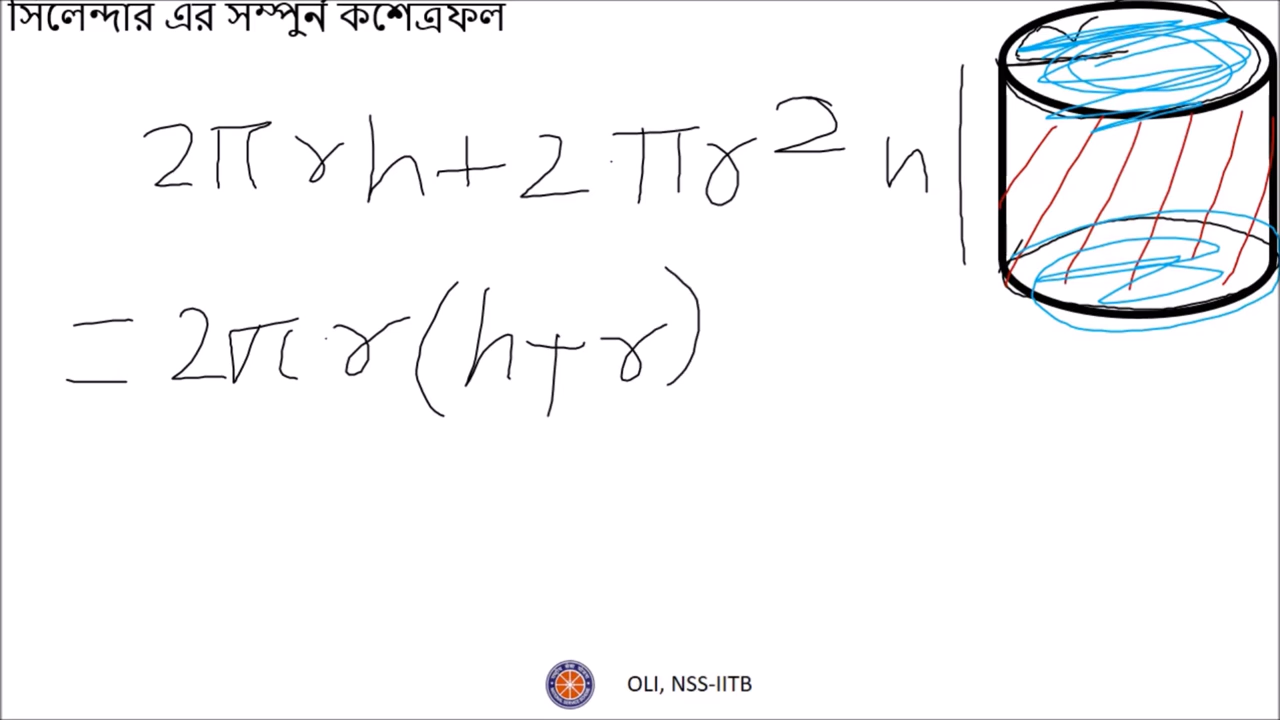 সিলেন্দার এর সম্পুর্ন কশেত্রফল
2πrh+2πr² h
=2πr(h+r)
OLI, NSS-IITB